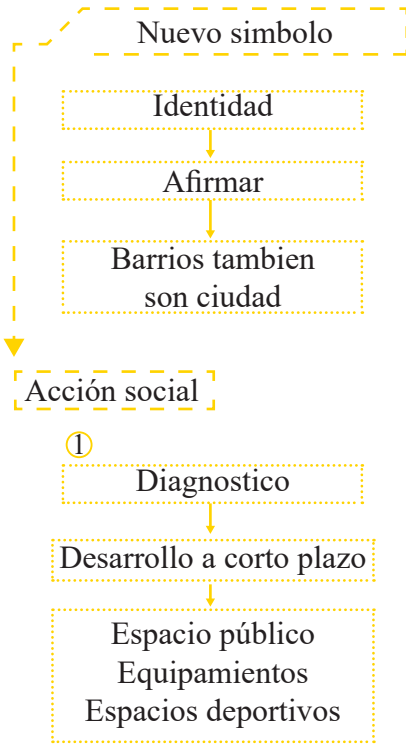 Nuevo simbolo
Identidad
Afirmar
Barrios tambien
son ciudad
Acción social
1
Diagnostico
Desarrollo a corto plazo
Espacio público
Equipamientos
Espacios deportivos